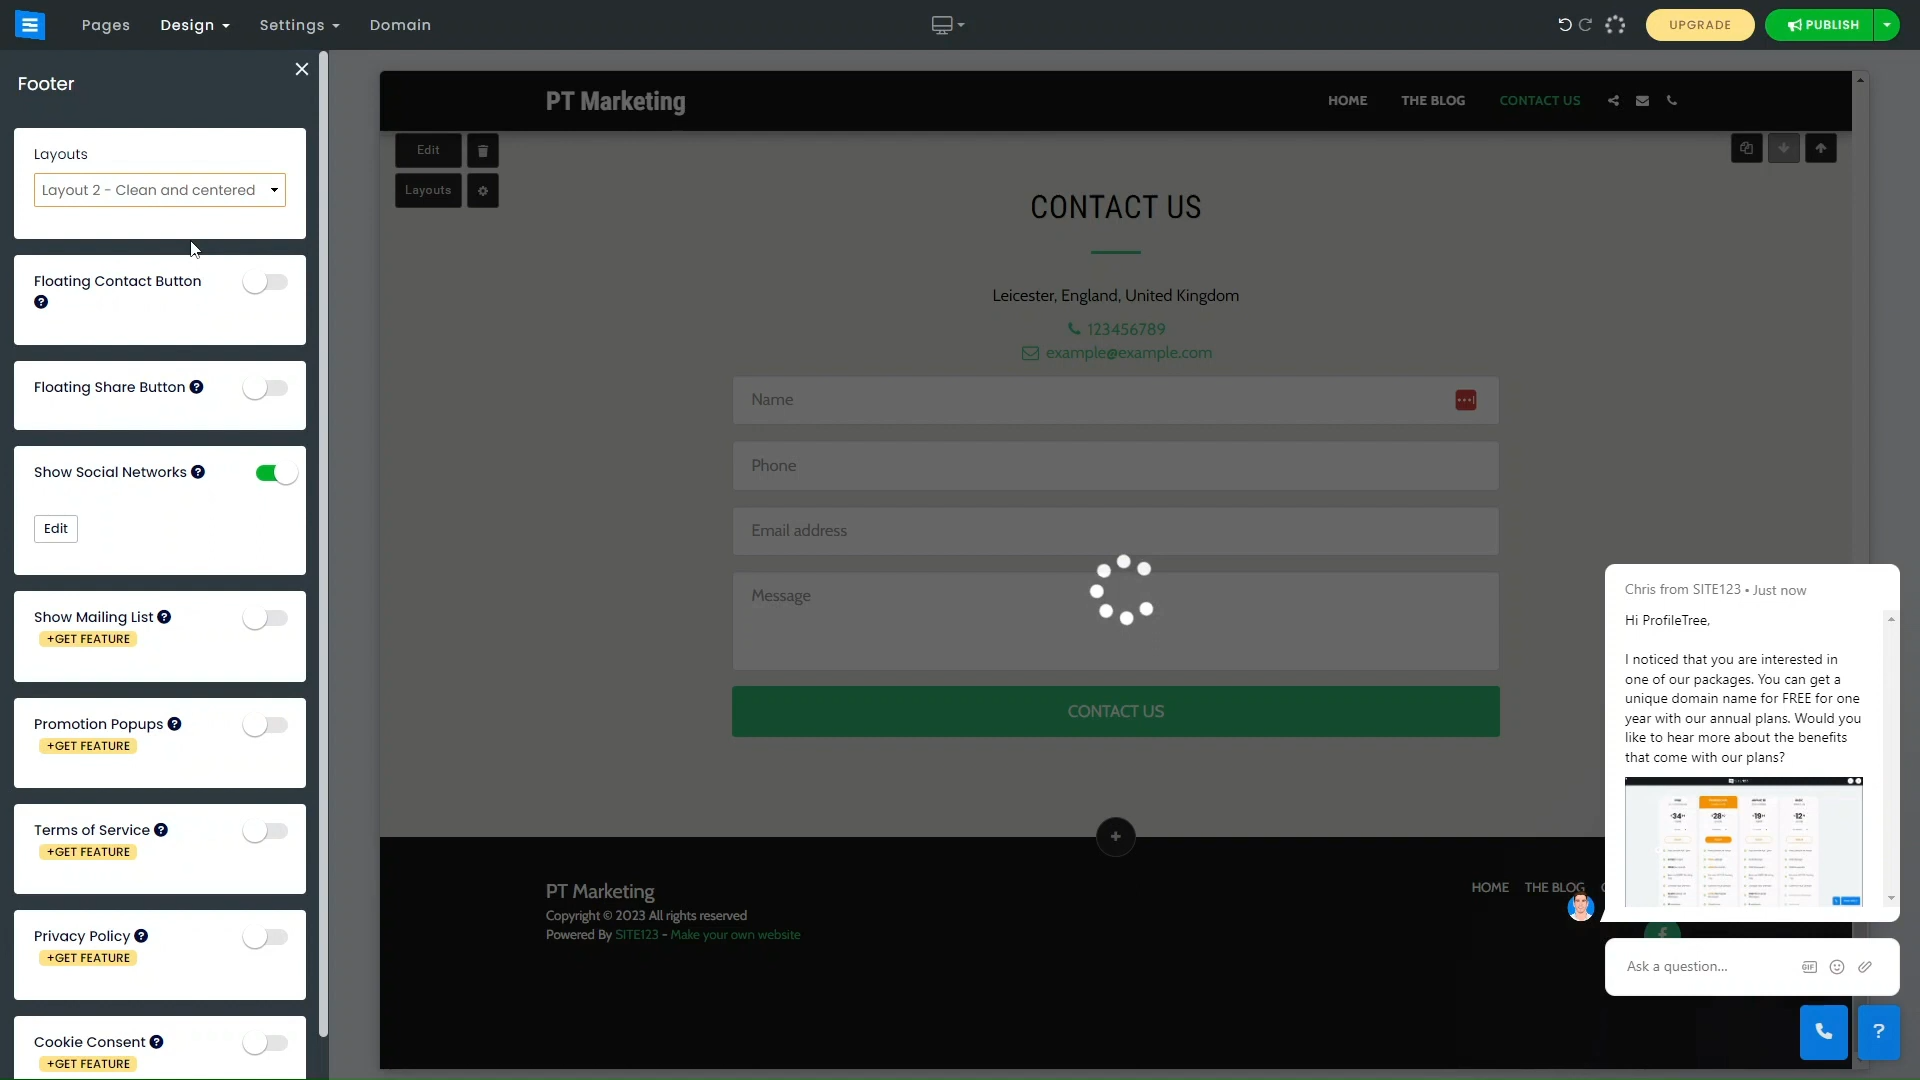 Pages
Design
Settings
Domain
UPGRADE
PUBLISH
Footer
Layouts
Layout 2 - Clean and centered
Floating Contact Button
?
Floating Share Button ?
Show Social Networks ?
Edit
Show Mailing List ?
+GET FEATURE
Promotion Popups ?
+GET FEATURE
Terms of Service ?
+GET FEATURE
Privacy Policy ?
+GET FEATURE
Cookie Consent ?
+GET FEATURE
PT Marketing
HOME
THE BLOG
CONTACT US
Edit
Layouts
CONTACT US
Leicester, England, United Kingdom
123456789
example@example.com
Name
Phone
Email address
Message
CONTACT US
PT Marketing
Copyright © 2023 All rights reserved
Powered By SITE123 - Make your own website
HOME
THE BLOG
Chris from SITE123 • Just now
Hi ProfileTree,
I noticed that you are interested in
one of our packages. You can get a
unique domain name for FREE for one
year with our annual plans. Would you
like to hear more about the benefits
that come with our plans?
Ask a question...
GIF
?